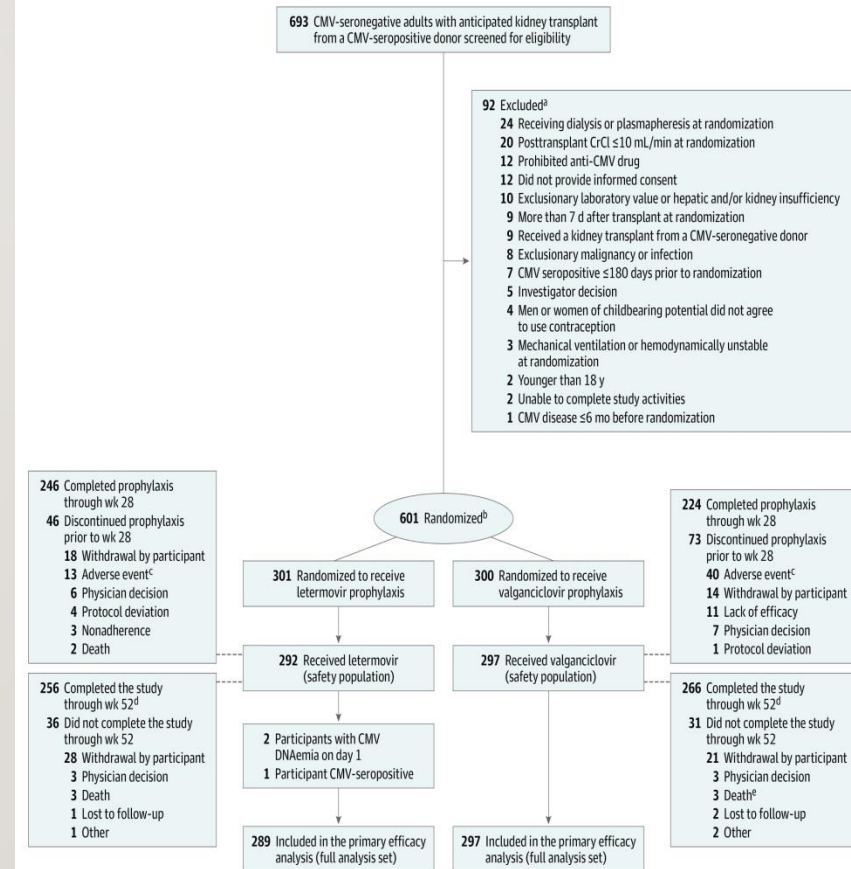 693 CMV-seronegative adults with anticipated kidney transplant
from a CMV-seropositive donor screened for eligibility
92 Excludedᵃ
24 Receiving dialysis or plasmapheresis at randomization
20 Posttransplant CrCl ≤10 mL/min at randomization
12 Prohibited anti-CMV drug
12 Did not provide informed consent
10 Exclusionary laboratory value or hepatic and/or kidney insufficiency
9 More than 7 d after transplant at randomization
9 Received a kidney transplant from a CMV-seronegative donor
8 Exclusionary malignancy or infection
7 CMV seropositive ≤180 days prior to randomization
5 Investigator decision
4 Men or women of childbearing potential did not agree
to use contraception
3 Mechanical ventilation or hemodynamically unstable
at randomization
2 Younger than 18 y
2 Unable to complete study activities
1 CMV disease ≤6 mo before randomization
601 Randomizedᵇ
301 Randomized to receive
letermovir prophylaxis
300 Randomized to receive
valganciclovir prophylaxis
246 Completed prophylaxis
through wk 28
46 Discontinued prophylaxis
prior to wk 28
18 Withdrawal by participant
13 Adverse eventᶜ
6 Physician decision
4 Protocol deviation
3 Nonadherence
2 Death
224 Completed prophylaxis
through wk 28
73 Discontinued prophylaxis
prior to wk 28
40 Adverse eventᶜ
14 Withdrawal by participant
11 Lack of efficacy
7 Physician decision
1 Protocol deviation
292 Received letermovir
(safety population)
297 Received valganciclovir
(safety population)
256 Completed the study
through wk 52ᵈ
36 Did not complete the study
through wk 52
28 Withdrawal by participant
3 Physician decision
3 Death
1 Lost to follow-up
1 Other
2 Participants with CMV
DNAemia on day 1
1 Participant CMV-seropositive
266 Completed the study
through wk 52ᵈ
31 Did not complete the study
through wk 52
21 Withdrawal by participant
3 Physician decision
3 Deathᵉ
2 Lost to follow-up
2 Other
289 Included in the primary efficacy
analysis (full analysis set)
297 Included in the primary efficacy
analysis (full analysis set)